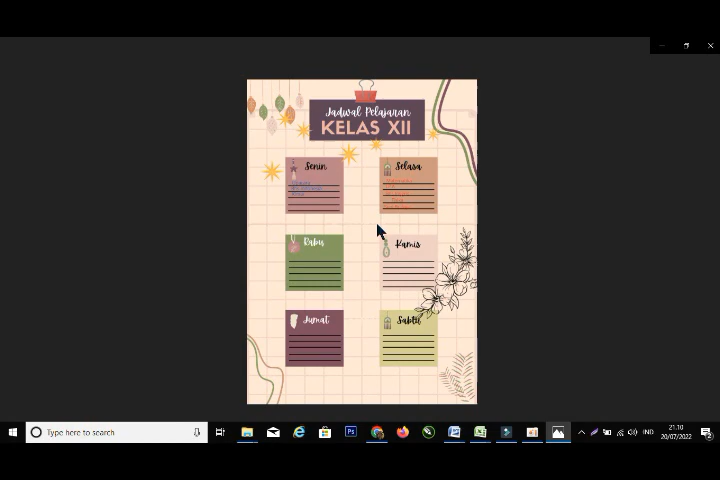 Jadwal Pelajaran
KELAS XII
Senin
Selasa
Rabu
Kamis
Jumat
Sabtu
Type here to search
IND
21.10
20/07/2022